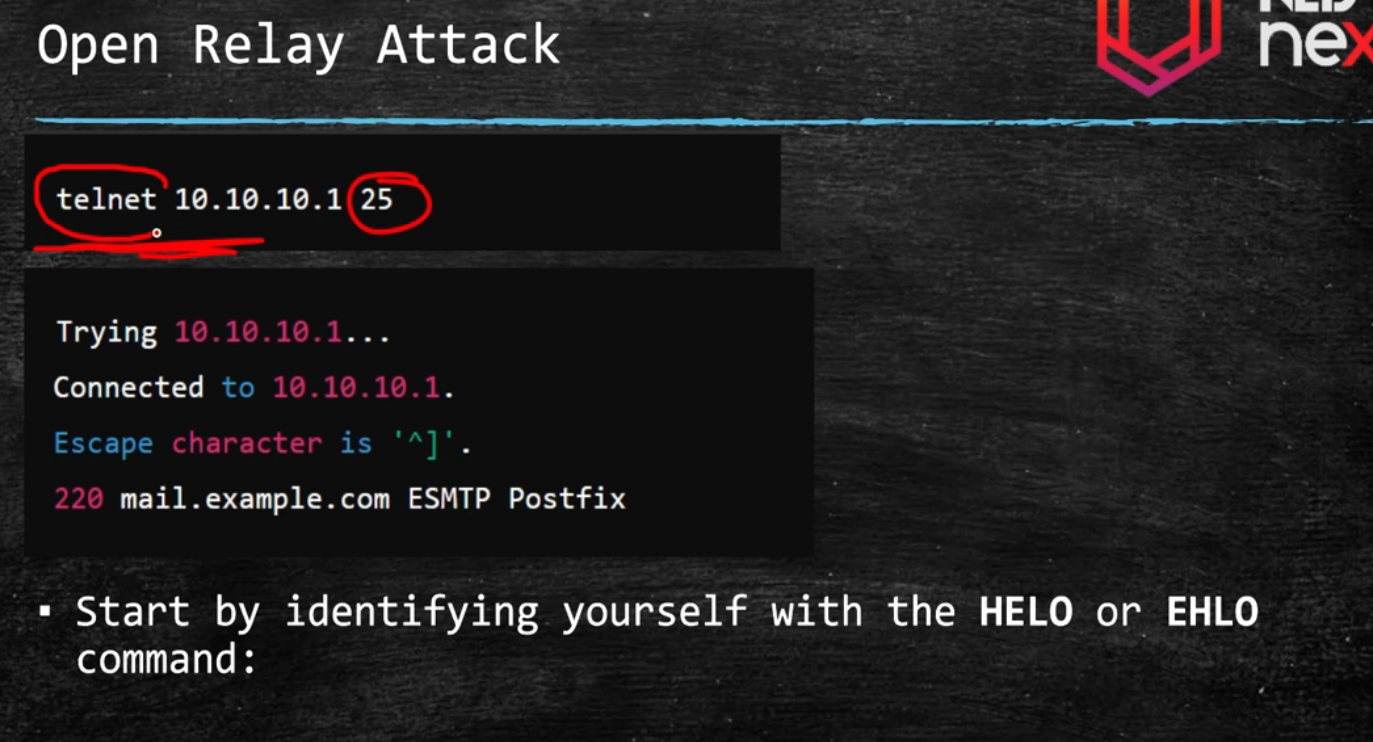 Open Relay Attack
nex
telnet 10.10.10.1 25
Trying 10.10.10.1...
Connected to 10.10.10.1.
Escape character is '^]'.
220 mail.example.com ESMTP Postfix
▪ Start by identifying yourself with the HELO or EHLO
command: